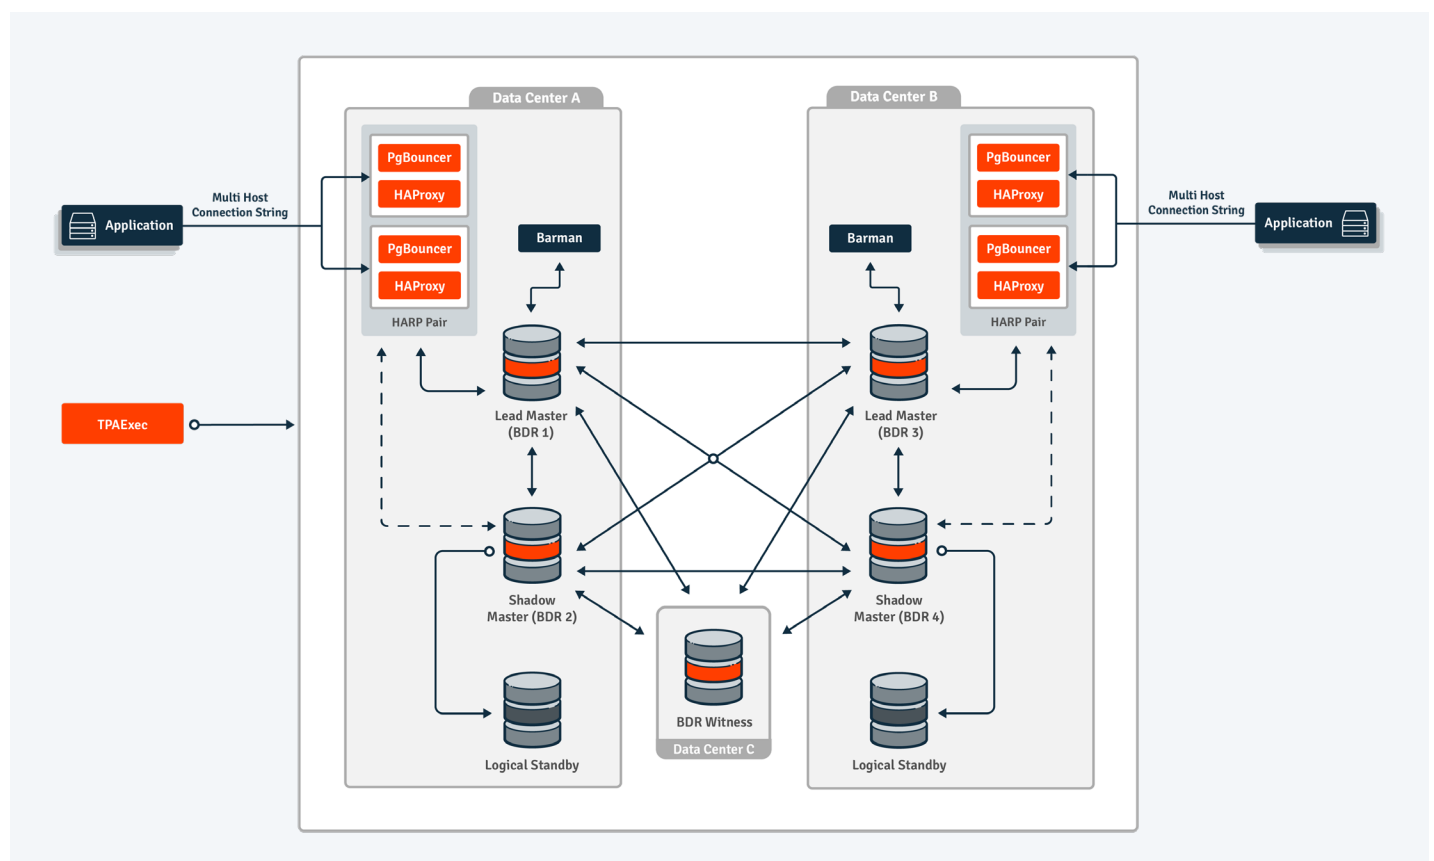 Data Center A
Data Center B
PgBouncer
HAProxy
PgBouncer
HAProxy
HARP Pair
PgBouncer
HAProxy
PgBouncer
HAProxy
HARP Pair
Multi Host
Connection String
Application
Multi Host
Connection String
Application
Barman
Barman
TPAExec
Lead Master
(BDR 1)
Lead Master
(BDR 3)
Shadow
Master (BDR 2)
Shadow
Master (BDR 4)
BDR Witness
Data Center C
Logical Standby
Logical Standby